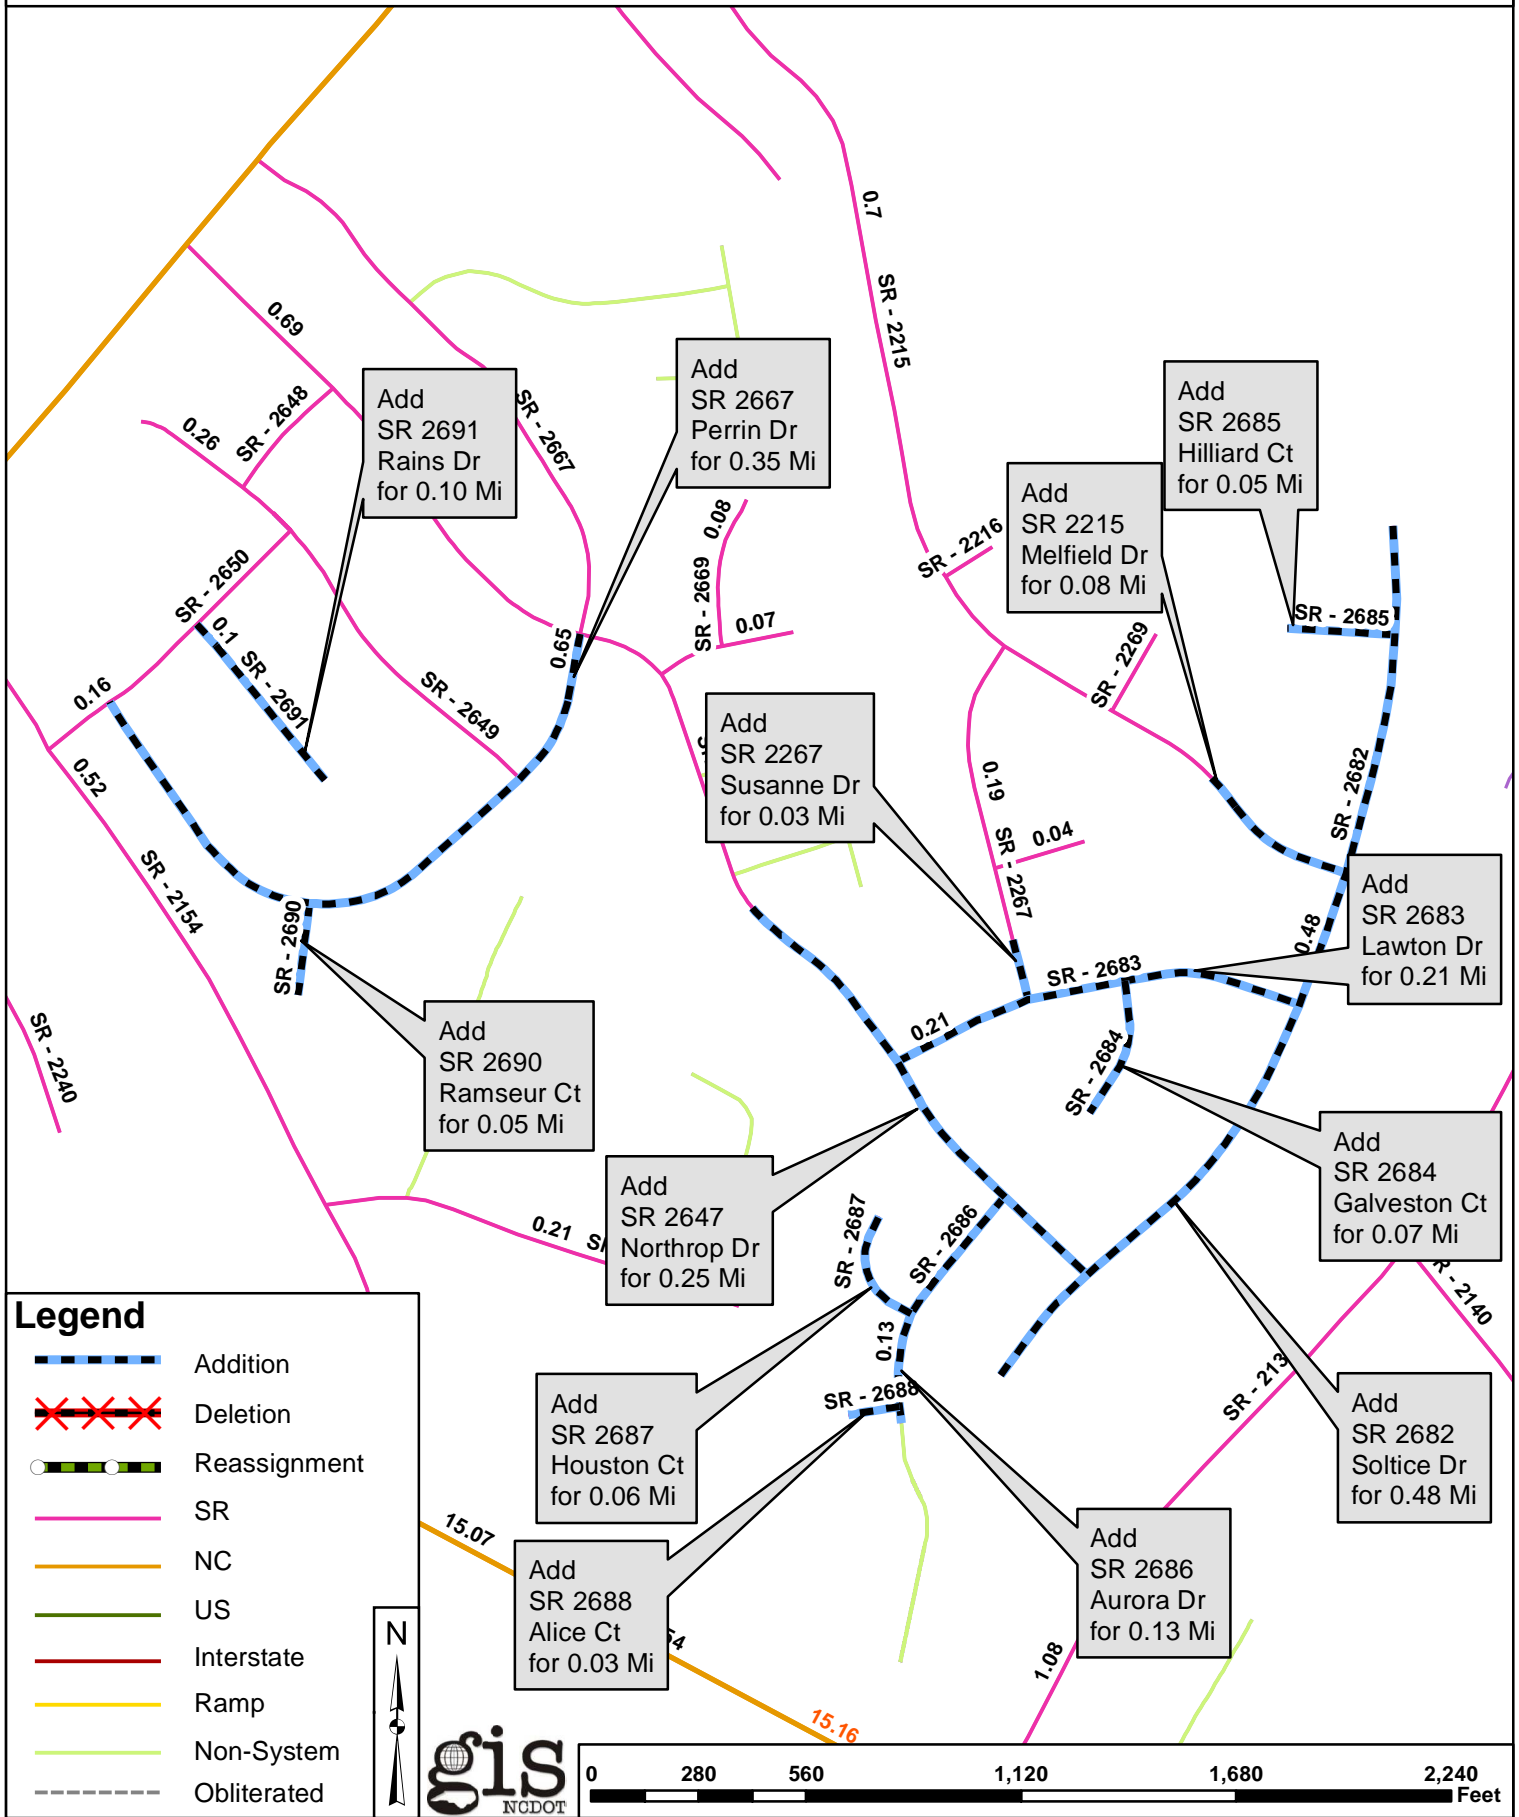 0.7
SR - 2215
0.69
SR - 2648
0.26
SR - 2667
Add
SR 2691
Rains Dr
for 0.10 Mi
Add
SR 2667
Perrin Dr
for 0.35 Mi
Add
SR 2685
Hilliard Ct
for 0.05 Mi
Add
SR 2215
Melfield Dr
for 0.08 Mi
0.08
SR - 2669
0.07
SR - 2216
SR - 2650
0.1
SR - 2691
0.65
SR - 2649
SR - 2269
SR - 2685
0.16
0.52
SR - 2154
SR - 2690
SR - 2240
Add
SR 2267
Susanne Dr
for 0.03 Mi
0.19
0.04
SR - 2267
SR - 2682
0.48
Add
SR 2683
Lawton Dr
for 0.21 Mi
SR - 2683
0.21
SR - 2684
Add
SR 2690
Ramseur Ct
for 0.05 Mi
Add
SR 2684
Galveston Ct
for 0.07 Mi
Add
SR 2647
Northrop Dr
for 0.25 Mi
0.21
SR - 2687
SR - 2686
0.13
SR - 2688
R - 2140
SR - 213
Add
SR 2687
Houston Ct
for 0.06 Mi
Add
SR 2682
Soltice Dr
for 0.48 Mi
Add
SR 2688
Alice Ct
for 0.03 Mi
Add
SR 2686
Aurora Dr
for 0.13 Mi
15.07
54
15.16
1.08
Legend
Addition
Deletion
Reassignment
SR
NC
US
Interstate
Ramp
Non-System
Obliterated
N
gis
NCDOT
0 280 560 1,120 1,680 2,240
Feet